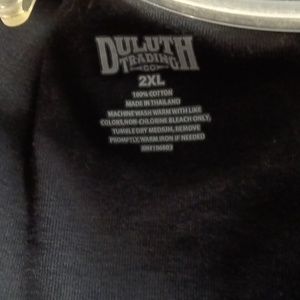 DULUTH
TRADING
CO
2XL
100% COTTON
MADE IN THAILAND
MACHINE WASH WARM WITH LIKE
COLORS, NON-CHLORINE BLEACH ONLY,
TUMBLE DRY MEDIUM, REMOVE
PROMPTLY, WARM IRON IF NEEDED